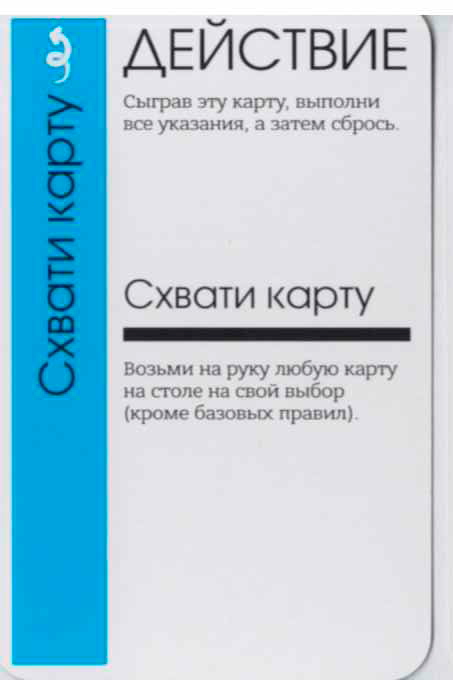 Схвати карту
ДЕЙСТВИЕ
Сыграв эту карту, выполни
все указания, а затем сбрось.
Схвати карту
Возьми на руку любую карту
на столе на свой выбор
(кроме базовых правил).